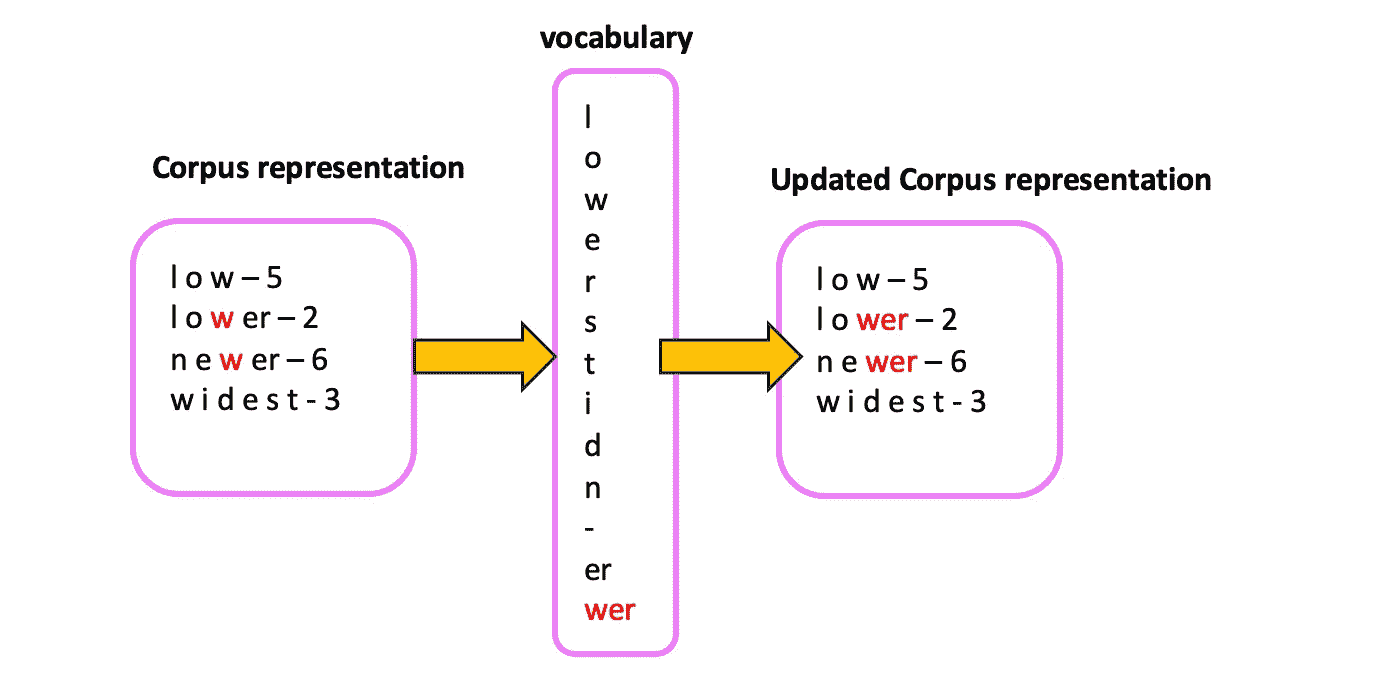 vocabulary
l
o
w
e
r
s
t
i
d
n
-
er
wer
Corpus representation
l o w – 5
l o w er – 2
n e w er – 6
w i d e s t - 3
Updated Corpus representation
l o w – 5
l o wer – 2
n e wer – 6
w i d e s t - 3